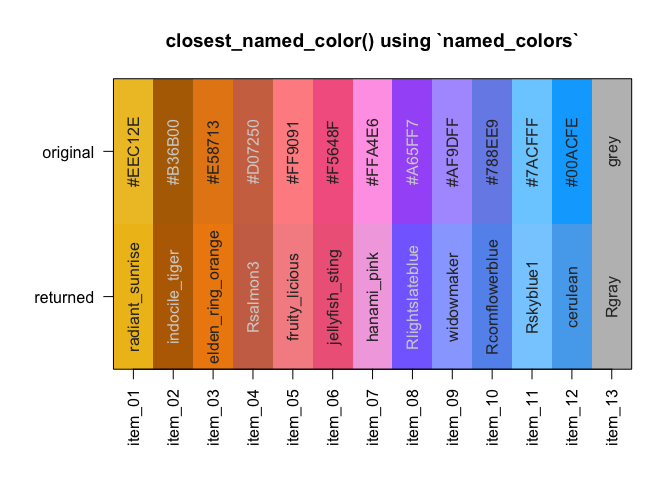 closest_named_color() using `named_colors`
original
#EEC12E
#B36B00
#E58713
#D07250
#FF9091
#F5648F
#FFA4E6
#A65FF7
#AF9DFF
#788EE9
#7ACFFF
#00ACFE
grey
returned
radiant_sunrise
indocile_tiger
elden_ring_orange
Rsalmon3
fruity_licious
jellyfish_sting
hanami_pink
Rlightslateblue
widowmaker
Rcornflowerblue
Rskyblue1
cerulean
Rgray
item_01
item_02
item_03
item_04
item_05
item_06
item_07
item_08
item_09
item_10
item_11
item_12
item_13